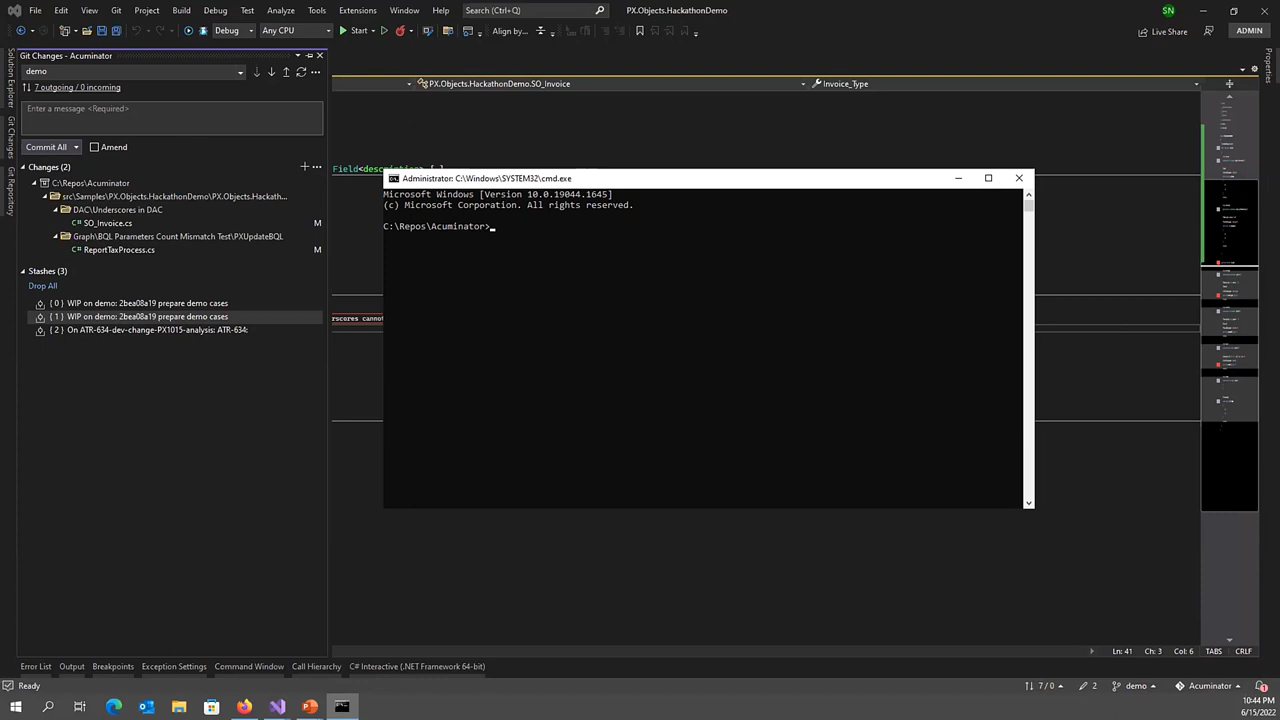 File Edit View Git Project Build Debug Test Analyze Tools Extensions Window Help Search (Ctrl+Q) PX.Objects.HackathonDemo SN
Debug Any CPU Start Align by... Live Share ADMIN
Git Changes - Acuminator
demo
7 outgoing / 0 incoming
Enter a message <Required>
Commit All Amend
Changes (2)
C:\Repos\Acuminator
src\Samples\PX.Objects.HackathonDemo\PX.Objects.Hackath...
DAC\Underscores in DAC
SO_Invoice.cs M
Graph\BQL Parameters Count Mismatch Test\PXUpdateBQL
ReportTaxProcess.cs M
Stashes (3)
Drop All
{ 0 } WIP on demo: 2bea08a19 prepare demo cases
{ 1 } WIP on demo: 2bea08a19 prepare demo cases
{ 2 } On ATR-634-dev-change-PX1015-analysis: ATR-634:
Solution Explorer
Git Changes
Git Repository
PX.Objects.HackathonDemo.SO_Invoice Invoice_Type
Properties
Administrator: C:\Windows\SYSTEM32\cmd.exe
Microsoft Windows [Version 10.0.19044.1645]
(c) Microsoft Corporation. All rights reserved.
C:\Repos\Acuminator>
rscores cannot
Ln: 41 Ch: 3 Col: 6 TABS CRLF
Error List Output Breakpoints Exception Settings Command Window Call Hierarchy C# Interactive (.NET Framework 64-bit)
Ready 7 / 0 2 demo Acuminator 1
10:44 PM
6/15/2022